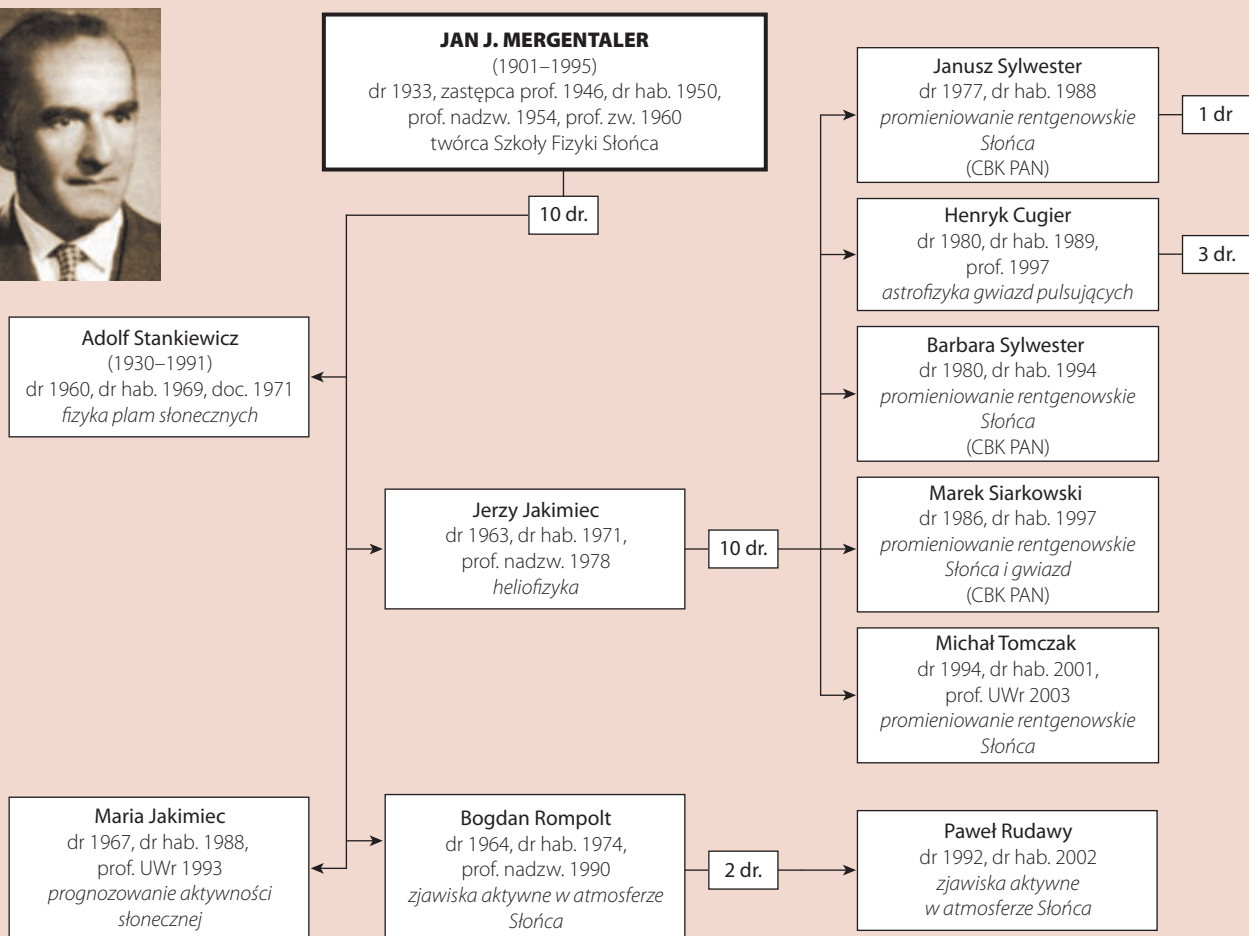 JAN J. MERGENTALER
(1901–1995)
dr 1933, zastępca prof. 1946, dr hab. 1950,
prof. nadzw. 1954, prof. zw. 1960
twórca Szkoły Fizyki Słońca
10 dr.
Adolf Stankiewicz
(1930–1991)
dr 1960, dr hab. 1969, doc. 1971
fizyka plam słonecznych
Jerzy Jakimiec
dr 1963, dr hab. 1971,
prof. nadzw. 1978
heliofizyka
10 dr.
Janusz Sylwester
dr 1977, dr hab. 1988
promieniowanie rentgenowskie
Słońca
(CBK PAN)
1 dr
Henryk Cugier
dr 1980, dr hab. 1989,
prof. 1997
astrofizyka gwiazd pulsujących
3 dr.
Barbara Sylwester
dr 1980, dr hab. 1994
promieniowanie rentgenowskie
Słońca
(CBK PAN)
Marek Siarkowski
dr 1986, dr hab. 1997
promieniowanie rentgenowskie
Słońca i gwiazd
(CBK PAN)
Michał Tomczak
dr 1994, dr hab. 2001,
prof. UWr 2003
promieniowanie rentgenowskie
Słońca
Maria Jakimiec
dr 1967, dr hab. 1988,
prof. UWr 1993
prognozowanie aktywności
słonecznej
Bogdan Rompolt
dr 1964, dr hab. 1974,
prof. nadzw. 1990
zjawiska aktywne w atmosferze
Słońca
2 dr.
Paweł Rudawy
dr 1992, dr hab. 2002
zjawiska aktywne
w atmosferze Słońca